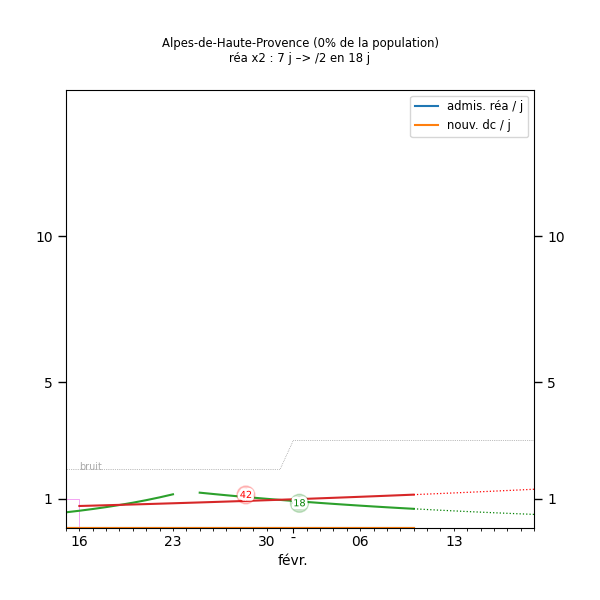 Alpes-de-Haute-Provence (0% de la population)
réa x2 : 7 j –> /2 en 18 j
admis. réa / j
nouv. dc / j
10 10
5 5
bruit
42
18
1 1
16 23 30 - 06 13
févr.